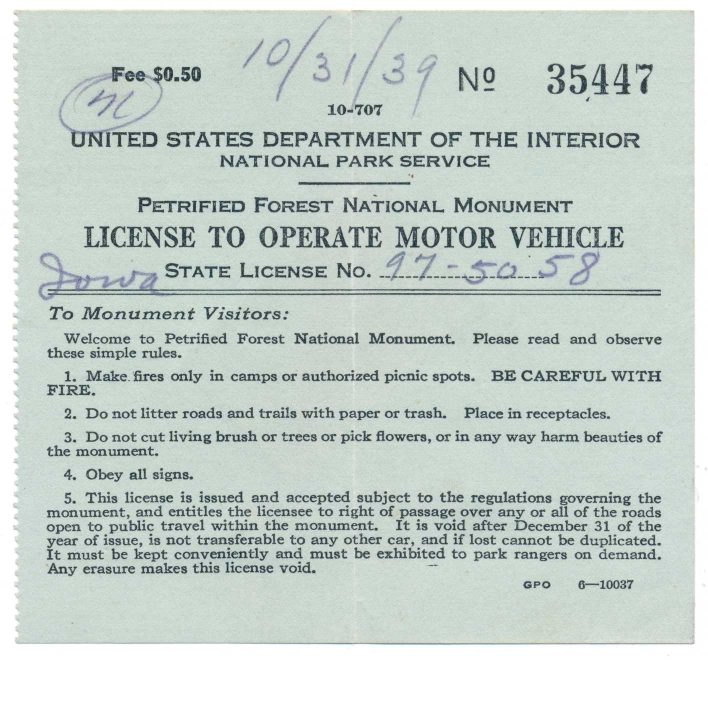 Fee $0.50 10/31/39 Nº 35447
10-707
UNITED STATES DEPARTMENT OF THE INTERIOR
NATIONAL PARK SERVICE
PETRIFIED FOREST NATIONAL MONUMENT
LICENSE TO OPERATE MOTOR VEHICLE
Iowa STATE LICENSE NO. 97-5058
To Monument Visitors:
Welcome to Petrified Forest National Monument. Please read and observe
these simple rules.
1. Make fires only in camps or authorized picnic spots. BE CAREFUL WITH
FIRE.
2. Do not litter roads and trails with paper or trash. Place in receptacles.
3. Do not cut living brush or trees or pick flowers, or in any way harm beauties of
the monument.
4. Obey all signs.
5. This license is issued and accepted subject to the regulations governing the
monument, and entitles the licensee to right of passage over any or all of the roads
open to public travel within the monument. It is void after December 31 of the
year of issue, is not transferable to any other car, and if lost cannot be duplicated.
It must be kept conveniently and must be exhibited to park rangers on demand.
Any erasure makes this license void.
GPO 6—10037